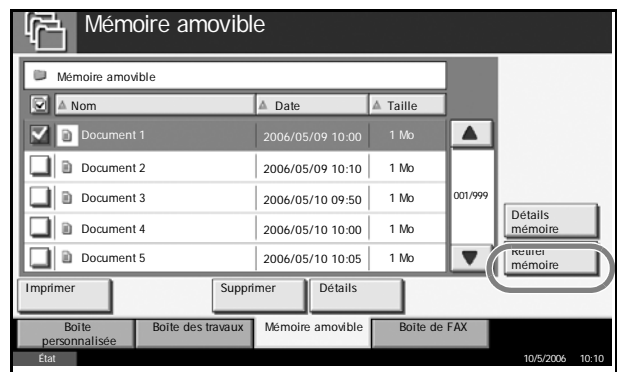 Mémoire amovible
Mémoire amovible
Nom Date Taille
Document 1 2006/05/09 10:00 1 Mo
Document 2 2006/05/09 10:10 1 Mo
Document 3 2006/05/10 09:50 1 Mo
Document 4 2006/05/10 10:00 1 Mo
Document 5 2006/05/10 10:05 1 Mo
001/999
Détails
mémoire
Retirer
mémoire
Imprimer Supprimer Détails
Boîte
personnalisée
Boîte des travaux
Mémoire amovible
Boîte de FAX
État 10/5/2006 10:10